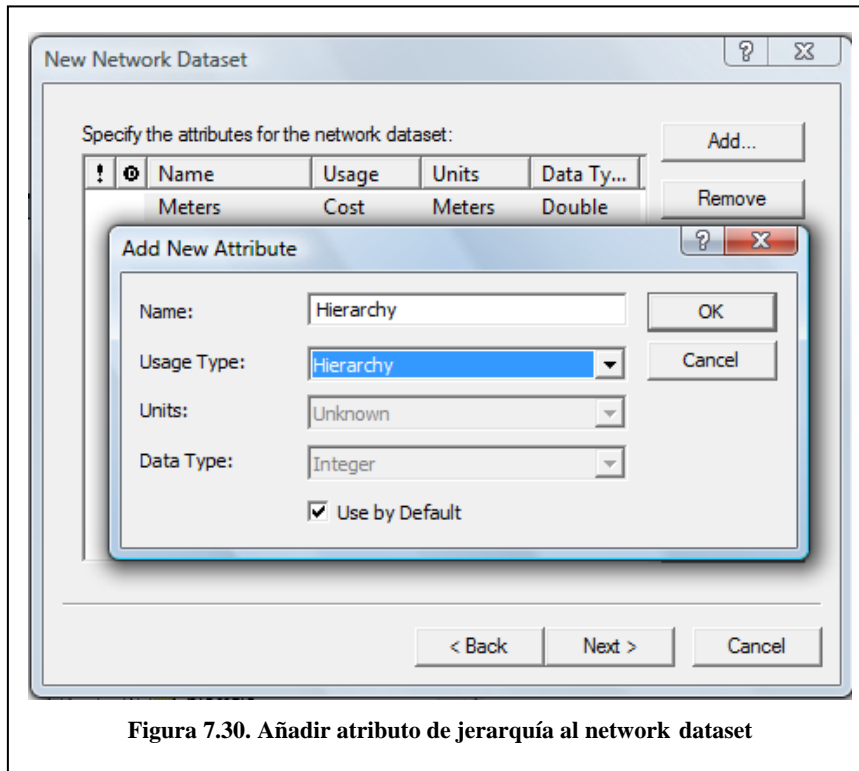 New Network Dataset
Specify the attributes for the network dataset:
Add...
! Name Usage Units Data Ty...
Meters Cost Meters Double
Remove
Add New Attribute
Name: Hierarchy
OK
Usage Type: Hierarchy
Cancel
Units: Unknown
Data Type: Integer
Use by Default
< Back Next > Cancel
Figura 7.30. Añadir atributo de jerarquía al network dataset